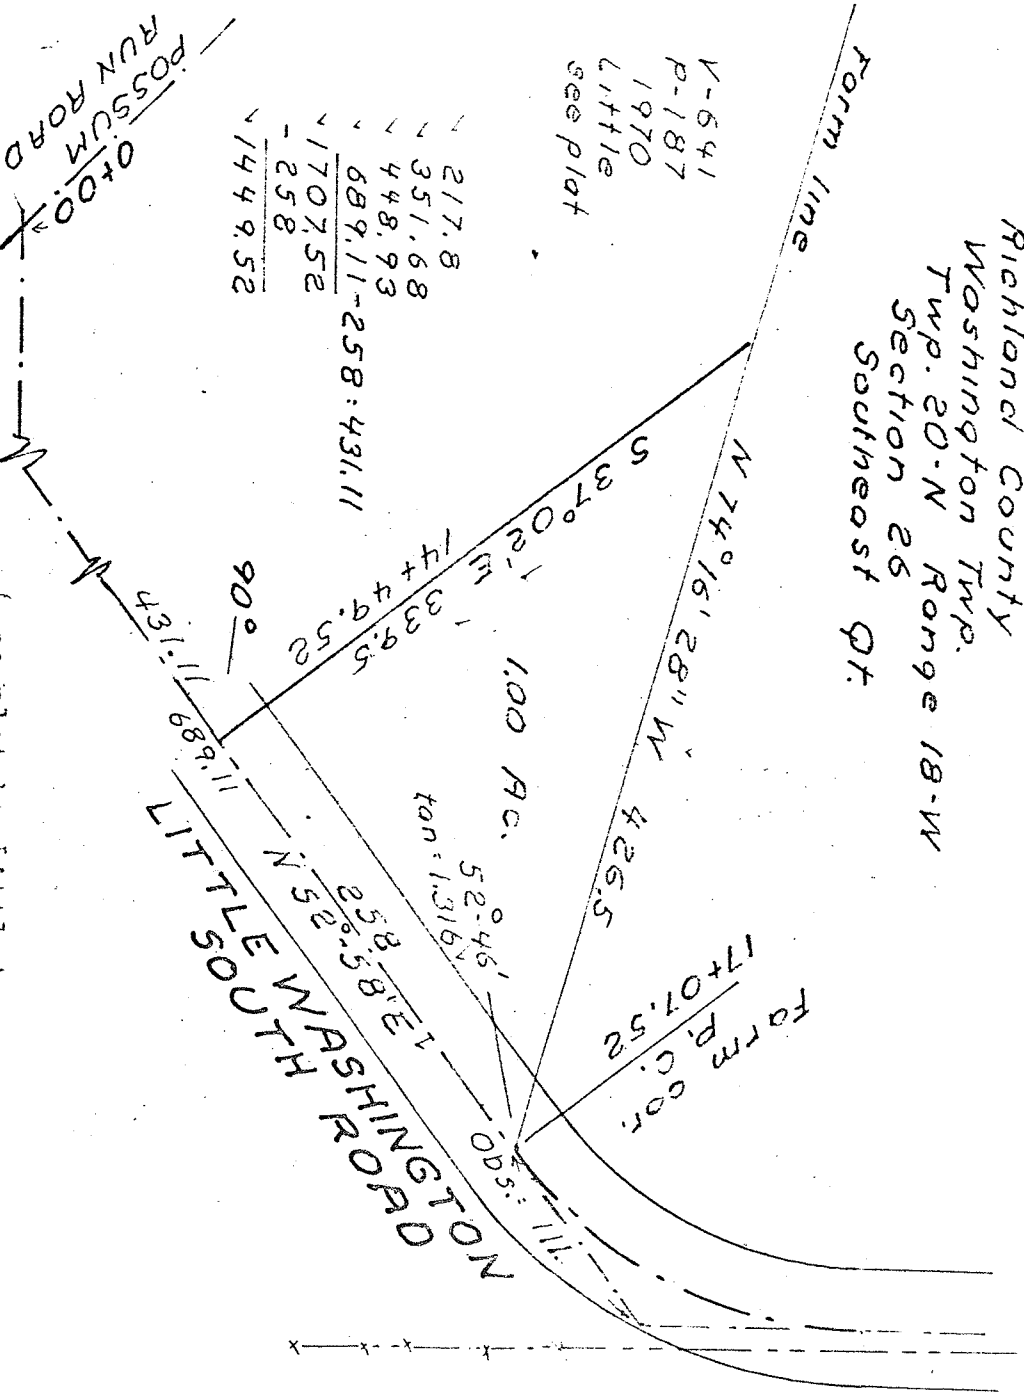 Richland County
Washington Twp.
Twp. 20-N Range 18-W
Section 26
Southeast Qt.
Farm line
V-641
P-187
1970
Little
see plat
N 74°16'28" W 426.5
217.8
351.68
448.93
689.11-258=431.11
1707.52
- 258
1449.52
POSSUM
RUN ROAD
0+00
S 37°02' E 339.5
14+49.52
1.00 Ac.
90°
52°-46'
tan=1.316
Farm cor.
P.C.
17+07.52
431.11
689.11
258
N 52°58' E
Obs.: 111.
LITTLE WASHINGTON
SOUTH ROAD